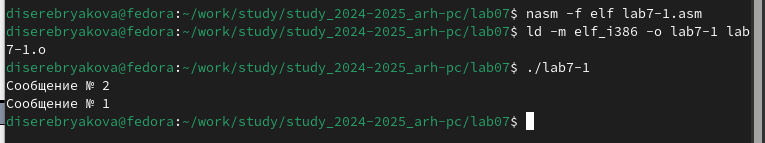 diserebryakova@fedora:~/work/study/study_2024-2025_arh-pc/lab07$ nasm -f elf lab7-1.asm
diserebryakova@fedora:~/work/study/study_2024-2025_arh-pc/lab07$ ld -m elf_i386 -o lab7-1 lab
7-1.o
diserebryakova@fedora:~/work/study/study_2024-2025_arh-pc/lab07$ ./lab7-1
Сообщение № 2
Сообщение № 1
diserebryakova@fedora:~/work/study/study_2024-2025_arh-pc/lab07$